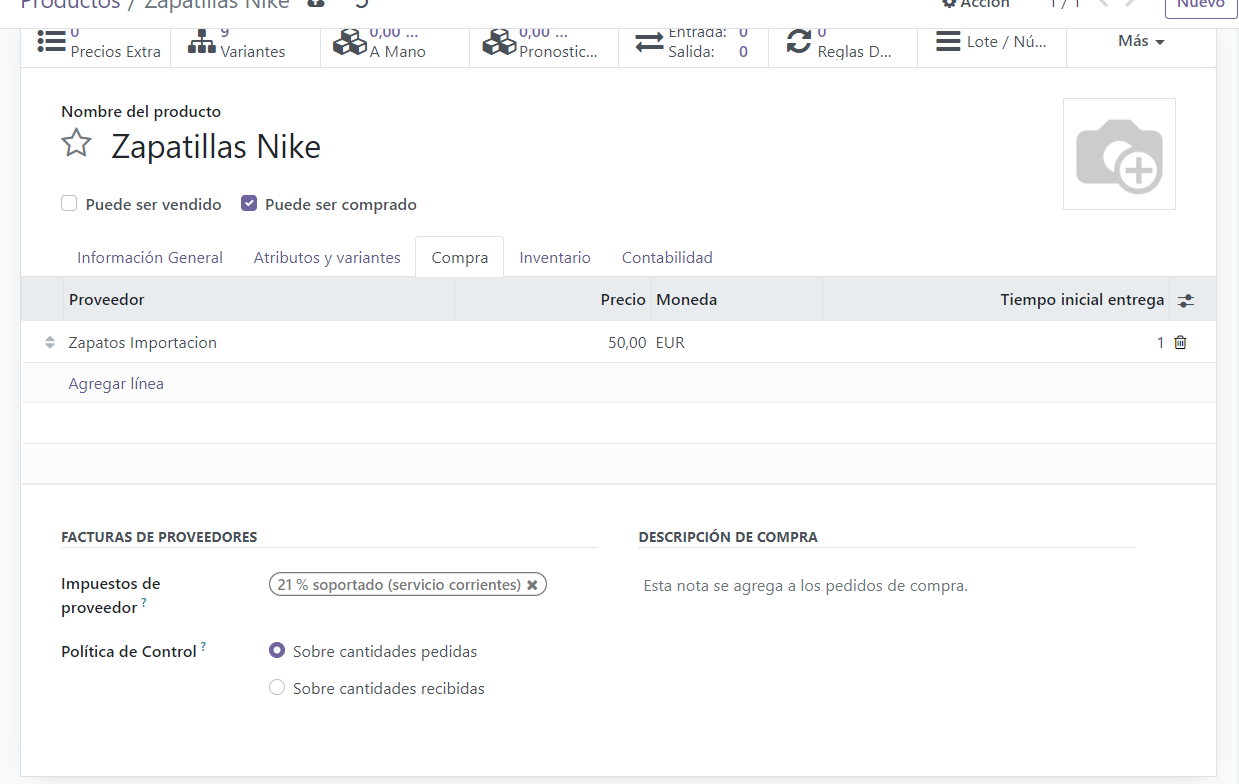 Productos / Zapatillas Nike
Acción
1 / 1
Nuevo
0
Precios Extra
9
Variantes
0,00 ...
A Mano
0,00 ...
Pronostic...
Entrada: 0
Salida: 0
0
Reglas D...
Lote / Nú...
Más
Nombre del producto
Zapatillas Nike
Puede ser vendido
Puede ser comprado
Información General
Atributos y variantes
Compra
Inventario
Contabilidad
Proveedor Precio Moneda Tiempo inicial entrega
Zapatos Importacion 50,00 EUR 1
Agregar línea
FACTURAS DE PROVEEDORES
Impuestos de
proveedor ?
21 % soportado (servicio corrientes)
Política de Control ?
Sobre cantidades pedidas
Sobre cantidades recibidas
DESCRIPCIÓN DE COMPRA
Esta nota se agrega a los pedidos de compra.